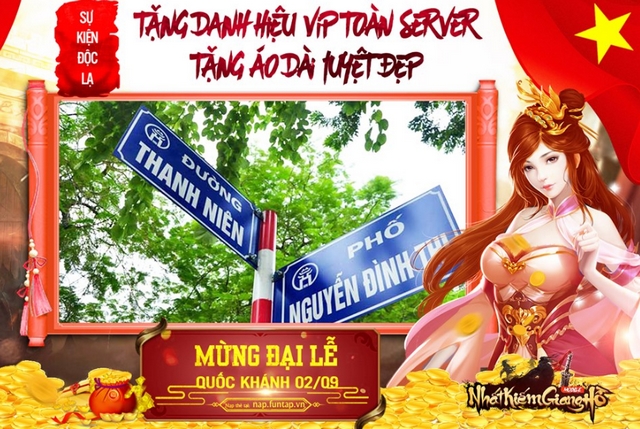 SỰ
KIỆN
ĐỘC
LẠ
TẶNG DANH HIỆU VIP TOÀN SERVER
TẶNG ÁO DÀI TUYỆT ĐẸP
ĐƯỜNG
THANH NIÊN
PHỐ
NGUYỄN ĐÌNH THI
MỪNG ĐẠI LỄ
QUỐC KHÁNH 02/09
Nạp thẻ tại: nap.funtap.vn
Nhất Kiếm Giang Hồ
MOBILE